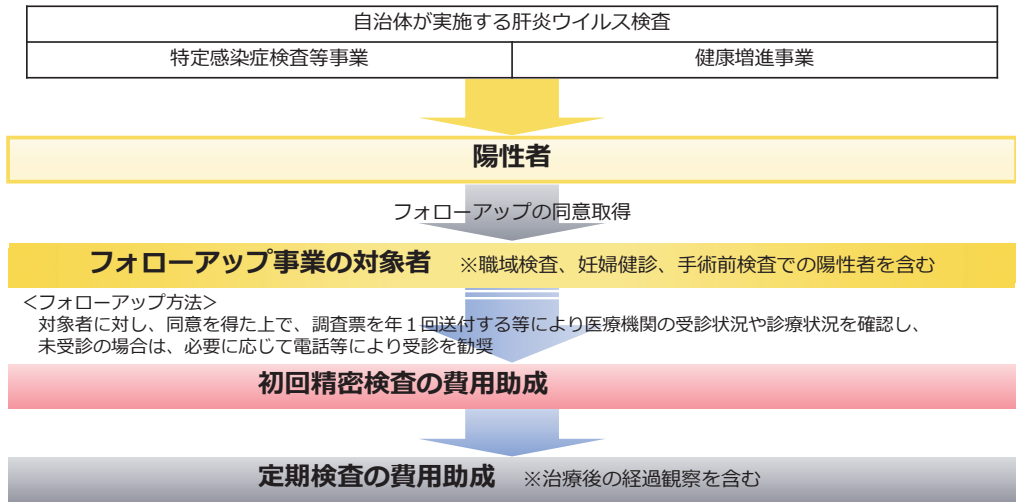 自治体が実施する肝炎ウイルス検査
特定感染症検査等事業
健康増進事業
陽性者
フォローアップの同意取得
フォローアップ事業の対象者 ※職域検査、妊婦健診、手術前検査での陽性者を含む
<フォローアップ方法>
対象者に対し、同意を得た上で、調査票を年1回送付する等により医療機関の受診状況や診療状況を確認し、
未受診の場合は、必要に応じて電話等により受診を勧奨
初回精密検査の費用助成
定期検査の費用助成 ※治療後の経過観察を含む